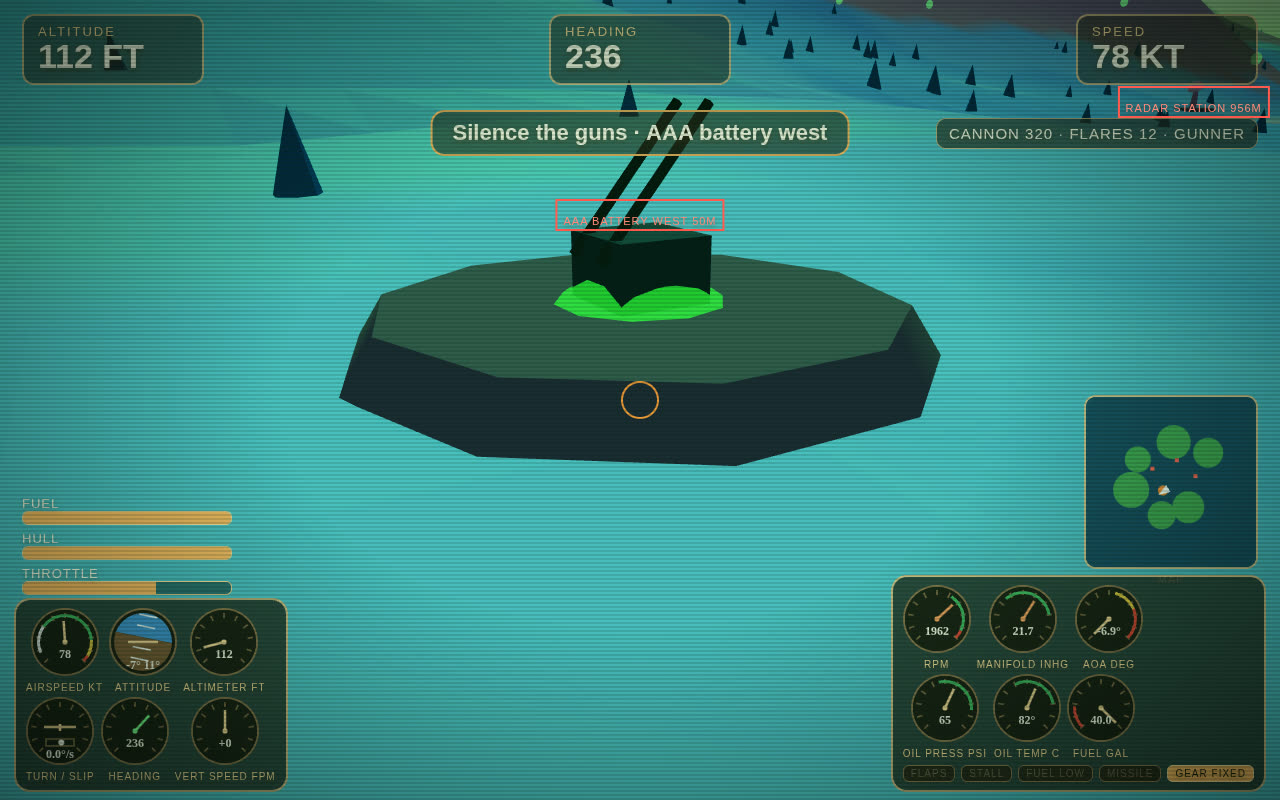 ALTITUDE
112 FT
HEADING
236
SPEED
78 KT
RADAR STATION 956M
Silence the guns · AAA battery west
CANNON 320 · FLARES 12 · GUNNER
AAA BATTERY WEST 50M
FUEL
HULL
THROTTLE
MAP
78
-7° 11°
112
AIRSPEED KT
ATTITUDE
ALTIMETER FT
0.0°/s
236
+0
TURN / SLIP
HEADING
VERT SPEED FPM
1962
21.7
-6.9°
RPM
MANIFOLD INHG
AOA DEG
65
82°
40.0
OIL PRESS PSI
OIL TEMP C
FUEL GAL
FLAPS
STALL
FUEL LOW
MISSILE
GEAR FIXED